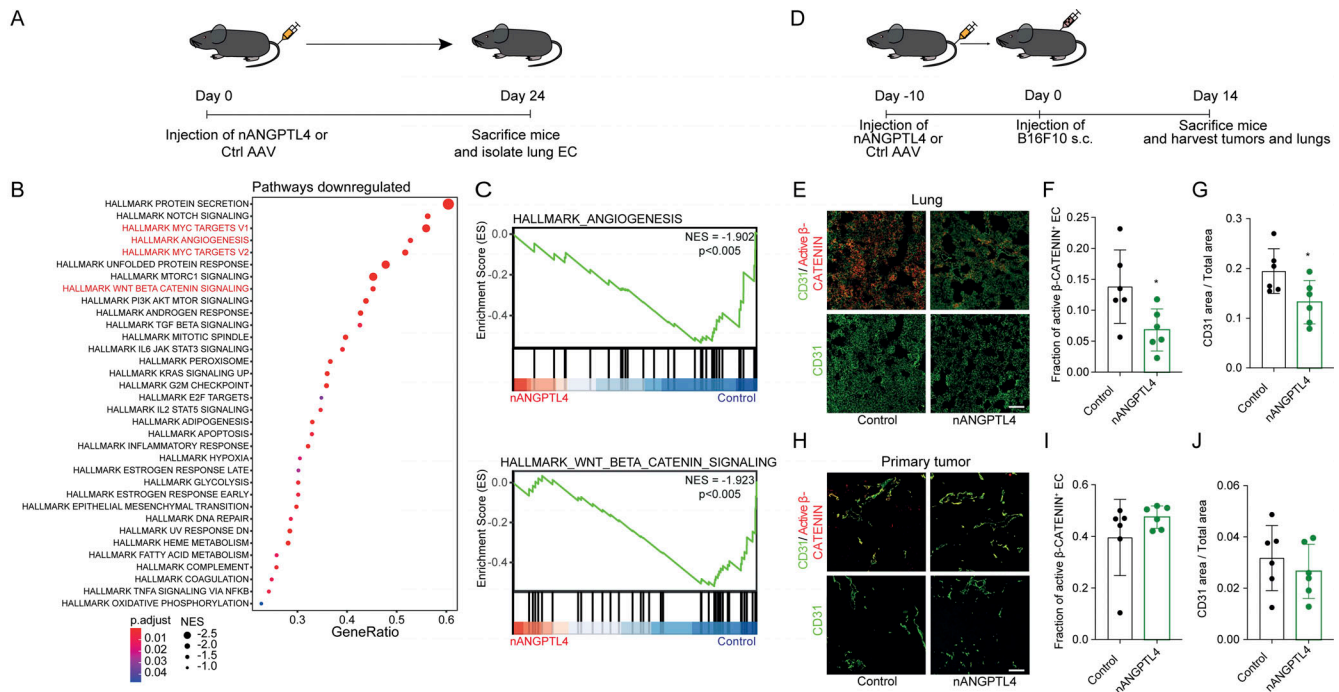 A
Day 0
Day 24
Injection of nANGPTL4 or
Ctrl AAV
Sacrifice mice
and isolate lung EC
D
Day -10
Day 0
Day 14
Injection of
nANGPTL4 or
Ctrl AAV
Injection of
B16F10 s.c.
Sacrifice mice
and harvest tumors and lungs
B
Pathways downregulated
HALLMARK PROTEIN SECRETION
HALLMARK NOTCH SIGNALING
HALLMARK MYC TARGETS V1
HALLMARK ANGIOGENESIS
HALLMARK MYC TARGETS V2
HALLMARK UNFOLDED PROTEIN RESPONSE
HALLMARK MTORC1 SIGNALING
HALLMARK WNT BETA CATENIN SIGNALING
HALLMARK PI3K AKT MTOR SIGNALING
HALLMARK ANDROGEN RESPONSE
HALLMARK TGF BETA SIGNALING
HALLMARK MITOTIC SPINDLE
HALLMARK IL6 JAK STAT3 SIGNALING
HALLMARK PEROXISOME
HALLMARK KRAS SIGNALING UP
HALLMARK G2M CHECKPOINT
HALLMARK E2F TARGETS
HALLMARK IL2 STAT5 SIGNALING
HALLMARK ADIPOGENESIS
HALLMARK APOPTOSIS
HALLMARK INFLAMMATORY RESPONSE
HALLMARK HYPOXIA
HALLMARK ESTROGEN RESPONSE LATE
HALLMARK GLYCOLYSIS
HALLMARK ESTROGEN RESPONSE EARLY
HALLMARK EPITHELIAL MESENCHYMAL TRANSITION
HALLMARK DNA REPAIR
HALLMARK UV RESPONSE DN
HALLMARK HEME METABOLISM
HALLMARK FATTY ACID METABOLISM
HALLMARK COMPLEMENT
HALLMARK COAGULATION
HALLMARK TNFA SIGNALING VIA NFKB
HALLMARK OXIDATIVE PHOSPHORYLATION
0.3 0.4 0.5 0.6
GeneRatio
p.adjust
0.01
0.02
0.03
0.04
NES
-2.5
-2.0
-1.5
-1.0
C
HALLMARK_ANGIOGENESIS
NES = -1.902
p<0.005
Enrichment Score (ES)
0.0
-0.2
-0.4
nANGPTL4
Control
HALLMARK_WNT_BETA_CATENIN_SIGNALING
NES = -1.923
p<0.005
Enrichment Score (ES)
0.0
-0.2
-0.4
nANGPTL4
Control
E
Lung
CD31/Active β-
CATENIN
CD31
Control
nANGPTL4
F
Fraction of active β-CATENIN⁺ EC
0.25
0.20
0.15
0.10
0.05
0.00
*
Control
nANGPTL4
G
CD31 area / Total area
0.3
0.2
0.1
0.0
*
Control
nANGPTL4
H
Primary tumor
CD31/Active β-
CATENIN
CD31
Control
nANGPTL4
I
Fraction of active β-CATENIN⁺ EC
0.6
0.4
0.2
0.0
Control
nANGPTL4
J
CD31 area / Total area
0.06
0.04
0.02
0.00
Control
nANGPTL4